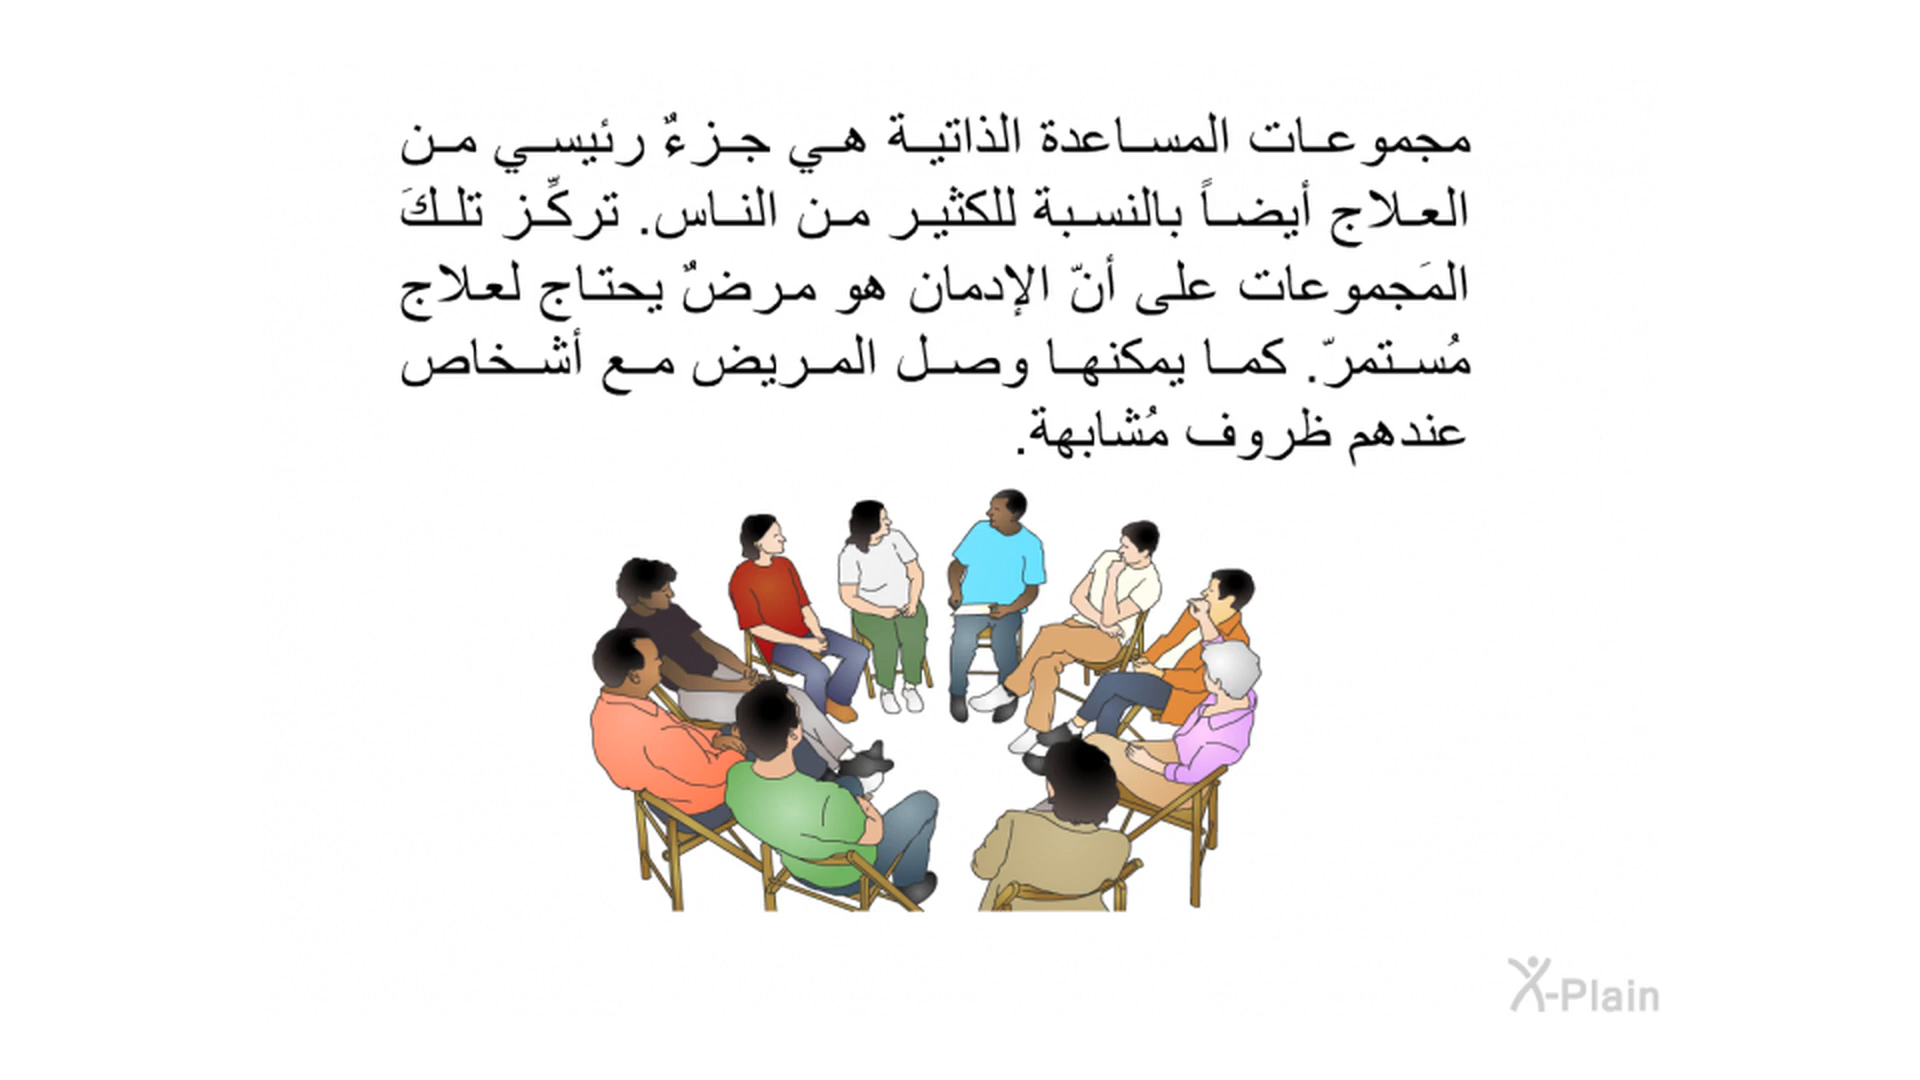 مجموعات المساعدة الذاتية هي جزءٌ رئيسي من
العلاج أيضاً بالنسبة للكثير من الناس. تركِّز تلكَ
المَجموعات على أنّ الإدمان هو مرضٌ يحتاج لعلاج
مُستمرّ. كما يمكنها وصل المريض مع أشخاص
عندهم ظروف مُشابهة.
X-Plain